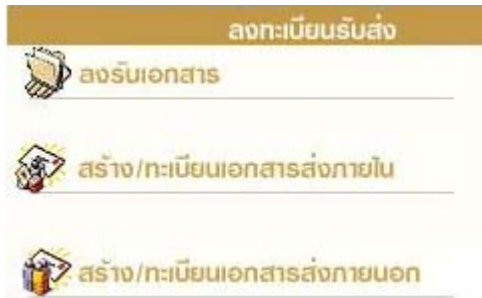 ลงทะเบียนรับส่ง
ลงรับเอกสาร
สร้าง/ทะเบียนเอกสารส่งภายใน
สร้าง/ทะเบียนเอกสารส่งภายนอก